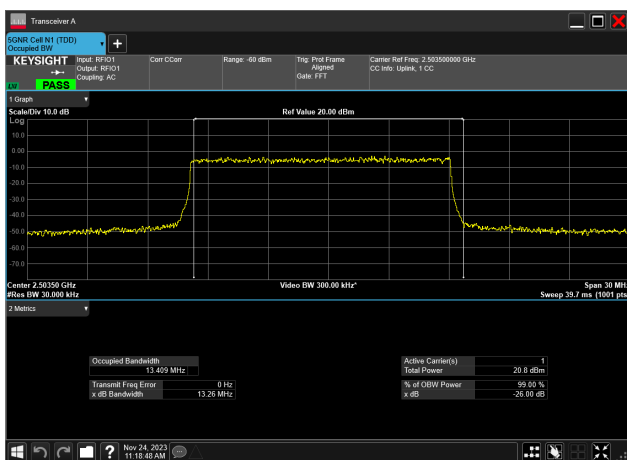 Transceiver A
5GNR Cell N1 (TDD)
Occupied BW
KEYSIGHT
PASS
Input: RFIO1
Output: RFIO1
Coupling: AC
Corr CCorr
Range: -60 dBm
Trig: Prot Frame
Aligned
Gate: FFT
Carrier Ref Freq: 2.503500000 GHz
CC Info: Uplink, 1 CC
1 Graph
Scale/Div 10.0 dB
Ref Value 20.00 dBm
Log
10.0
0.00
-10.0
-20.0
-30.0
-40.0
-50.0
-60.0
-70.0
Center 2.50350 GHz
Video BW 300.00 kHz*
Span 30 MHz
#Res BW 30.000 kHz
Sweep 39.7 ms (1001 pts
2 Metrics
Occupied Bandwidth
13.409 MHz
Transmit Freq Error 0 Hz
x dB Bandwidth 13.26 MHz
Active Carrier(s) 1
Total Power 20.8 dBm
% of OBW Power 99.00 %
x dB -26.00 dB
Nov 24, 2023
11:18:48 AM